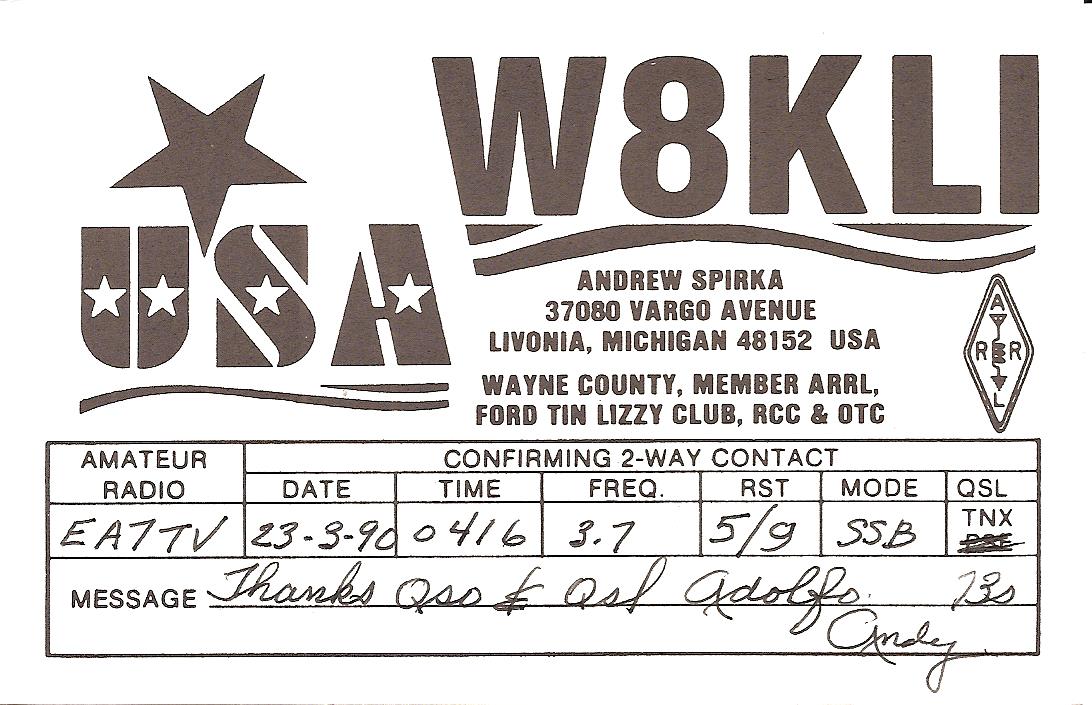 W8KLI
USA
ANDREW SPIRKA
37080 VARGO AVENUE
LIVONIA, MICHIGAN 48152 USA
WAYNE COUNTY, MEMBER ARRL,
FORD TIN LIZZY CLUB, RCC & OTC
A
R R
L
AMATEUR RADIO
CONFIRMING 2-WAY CONTACT
DATE TIME FREQ. RST MODE QSL
EA7TV 23-3-90 0416 3.7 5/9 SSB TNX
MESSAGE Thanks Qso & Qsl Adolfo. 73s
Andy